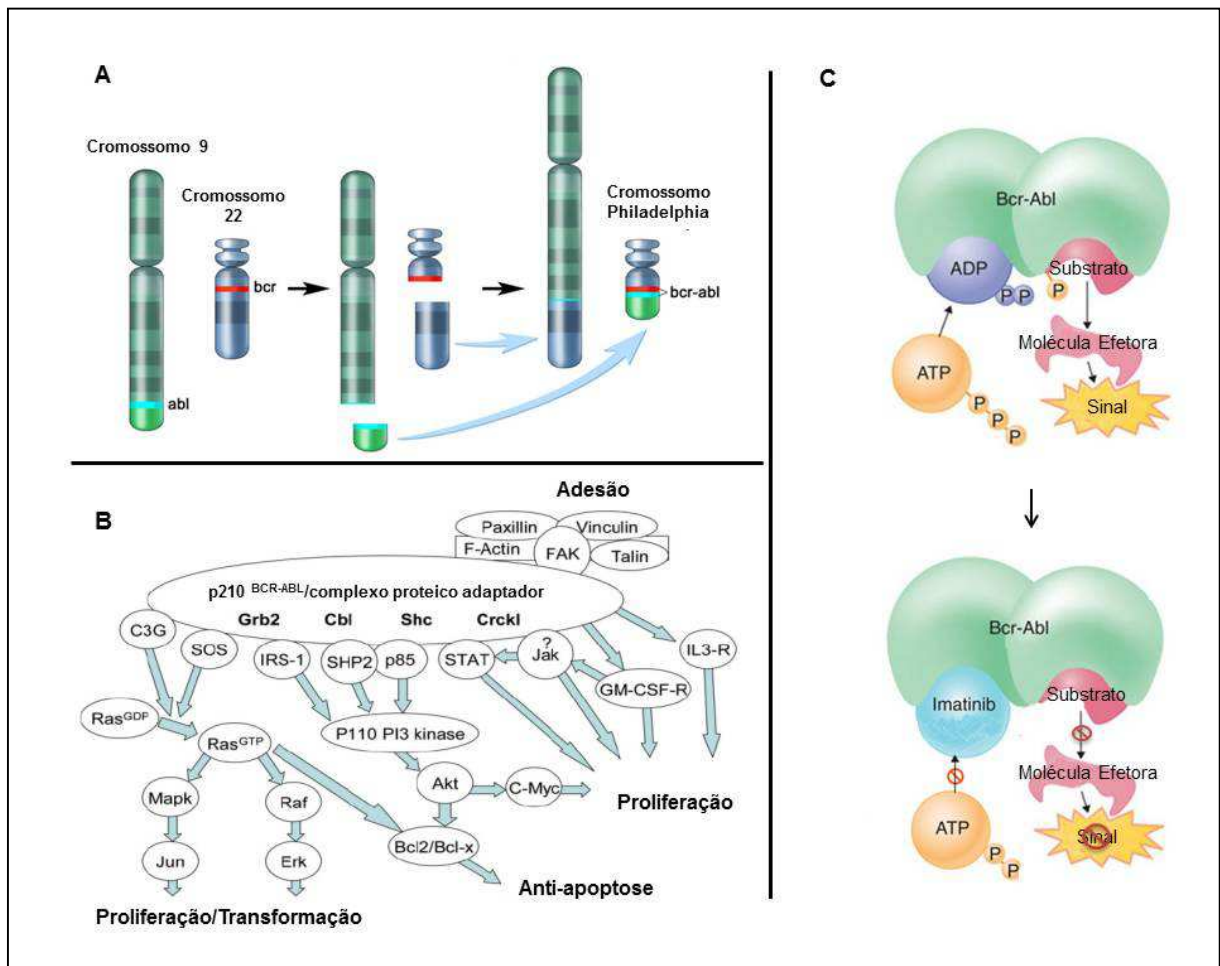 A
Cromossomo 9
Cromossomo
22
bcr
abl
Cromossomo
Philadelphia
bcr-abl
B
Adesão
Paxillin
Vinculin
F-Actin
FAK
Talin
p210 BCR-ABL/complexo proteico adaptador
Grb2 Cbl Shc Crckl
C3G
SOS
IRS-1
SHP2
p85
STAT
?
Jak
IL3-R
GM-CSF-R
RasGDP
RasGTP
P110 PI3 kinase
Mapk
Raf
Akt
C-Myc
Proliferação
Jun
Erk
Bcl2/Bcl-x
Anti-apoptose
Proliferação/Transformação
C
Bcr-Abl
ADP
P P
Substrato
P
Molécula Efetora
ATP
P
P
P
Sinal
Bcr-Abl
Imatinib
Substrato
Molécula Efetora
ATP
P
P
Sinal